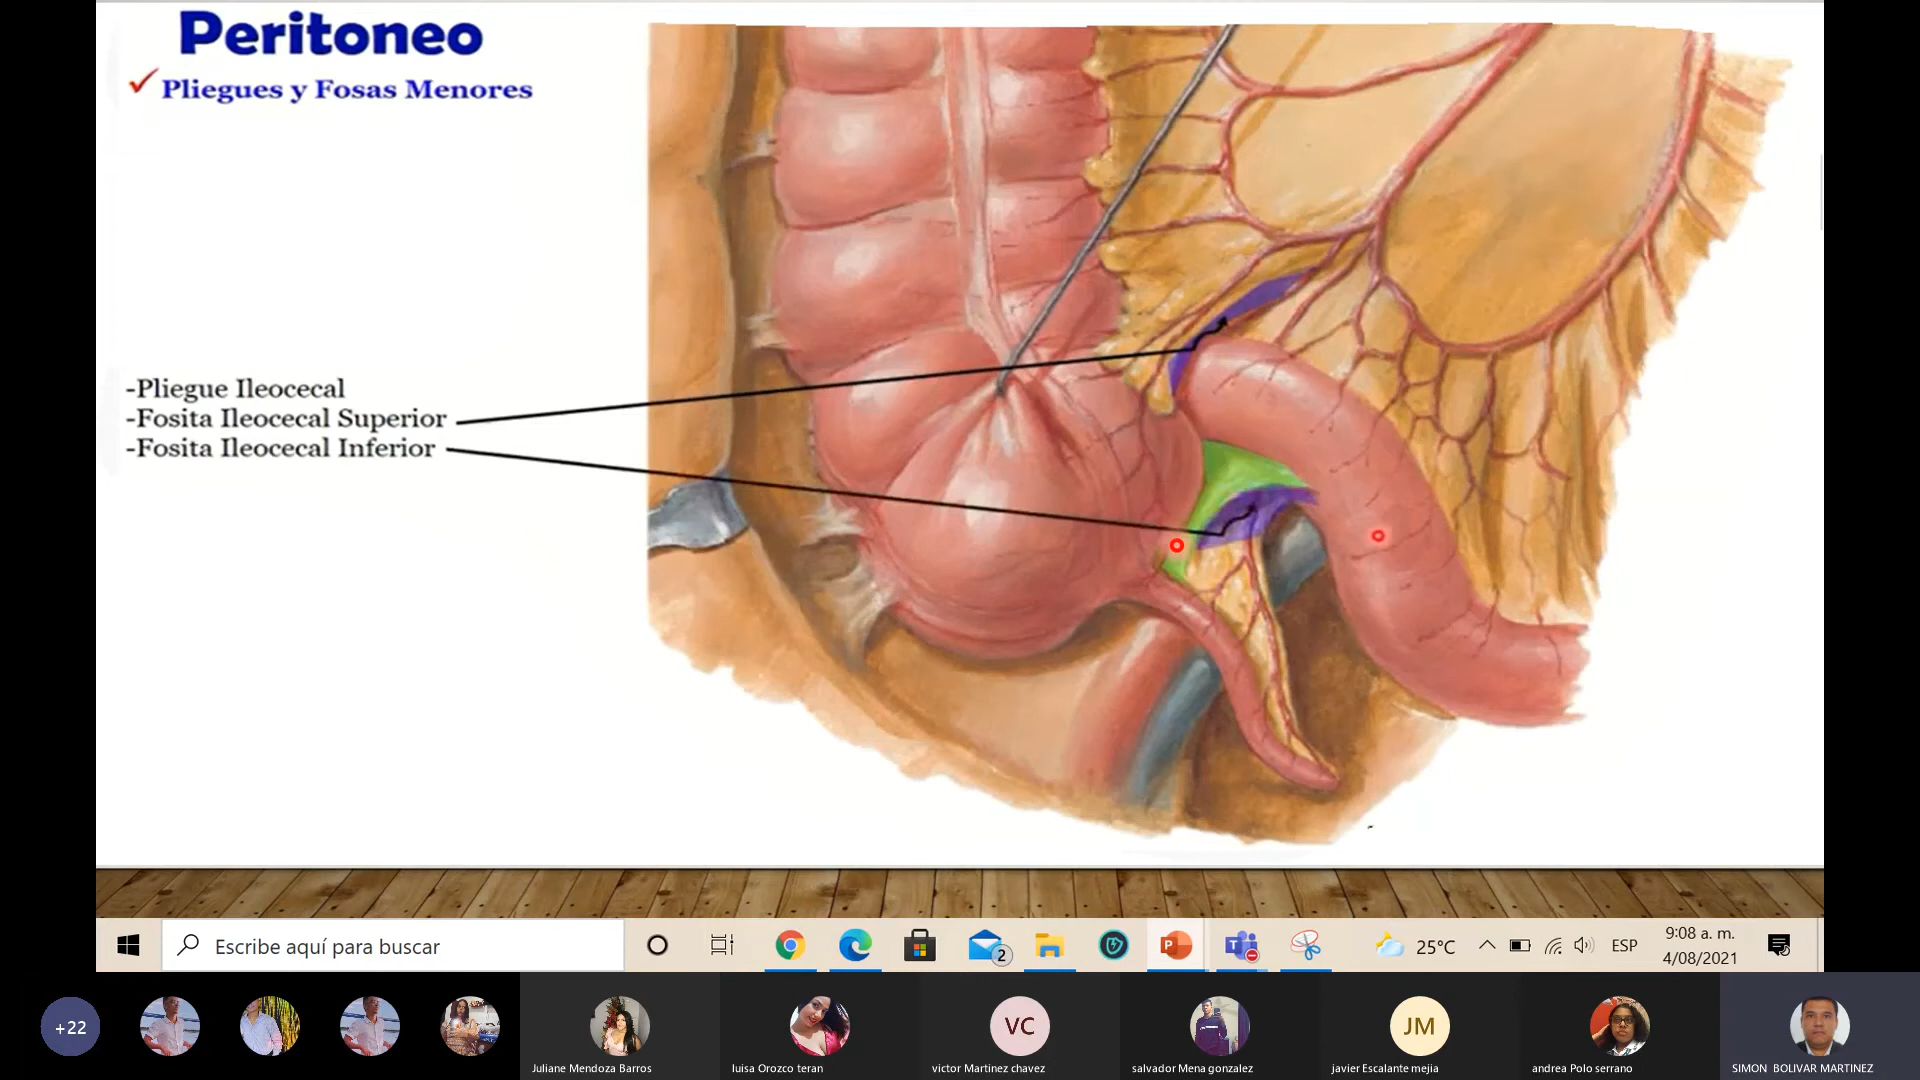 Peritoneo
Pliegues y Fosas Menores
-Pliegue Ileocecal
-Fosita Ileocecal Superior
-Fosita Ileocecal Inferior
Escribe aquí para buscar
2
P
25°C
ESP
9:08 a. m.
4/08/2021
+22
VC
JM
Juliane Mendoza Barros
luisa Orozco teran
victor Martinez chavez
salvador Mena gonzalez
javier Escalante mejia
andrea Polo serrano
SIMON BOLIVAR MARTINEZ